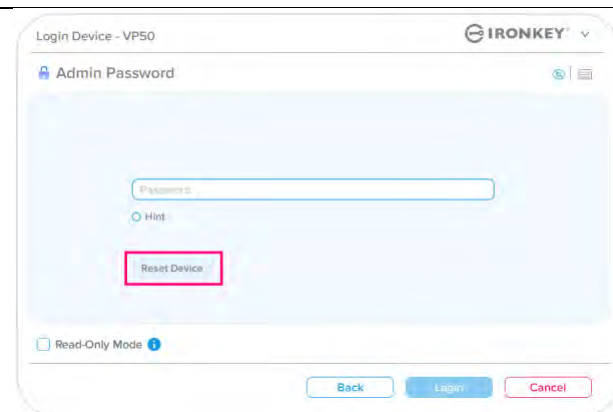 Login Device - VP50
IRONKEY
Admin Password
Password
Hint
Reset Device
Read-Only Mode i
Back Login Cancel